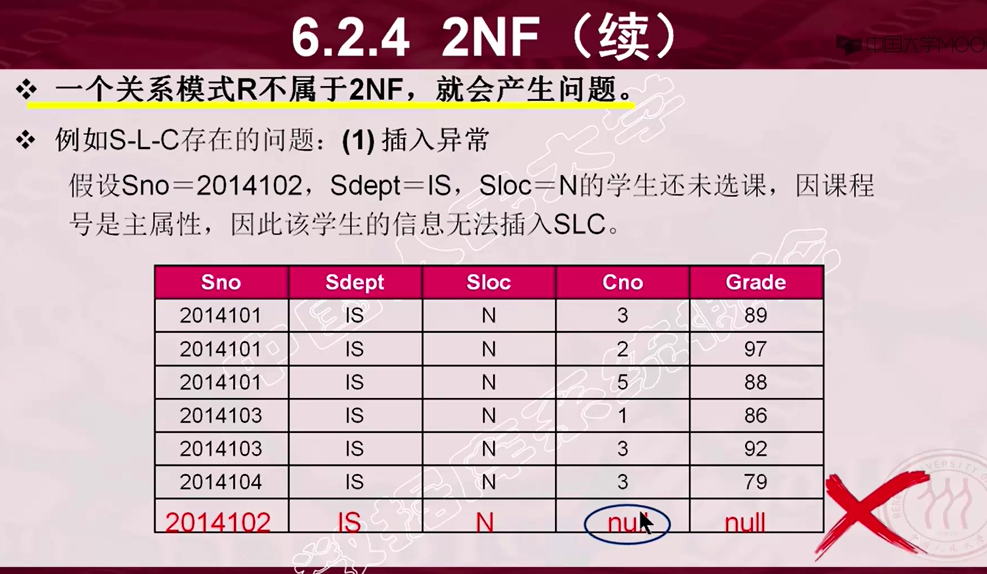 6.2.4 2NF（续）
中国大学MOO
❖ 一个关系模式R不属于2NF，就会产生问题。
❖ 例如S-L-C存在的问题：(1) 插入异常
假设Sno＝2014102，Sdept＝IS，Sloc＝N的学生还未选课，因课程
号是主属性，因此该学生的信息无法插入SLC。
Sno Sdept Sloc Cno Grade
2014101 IS N 3 89
2014101 IS N 2 97
2014101 IS N 5 88
2014103 IS N 1 86
2014103 IS N 3 92
2014104 IS N 3 79
2014102 IS N null null